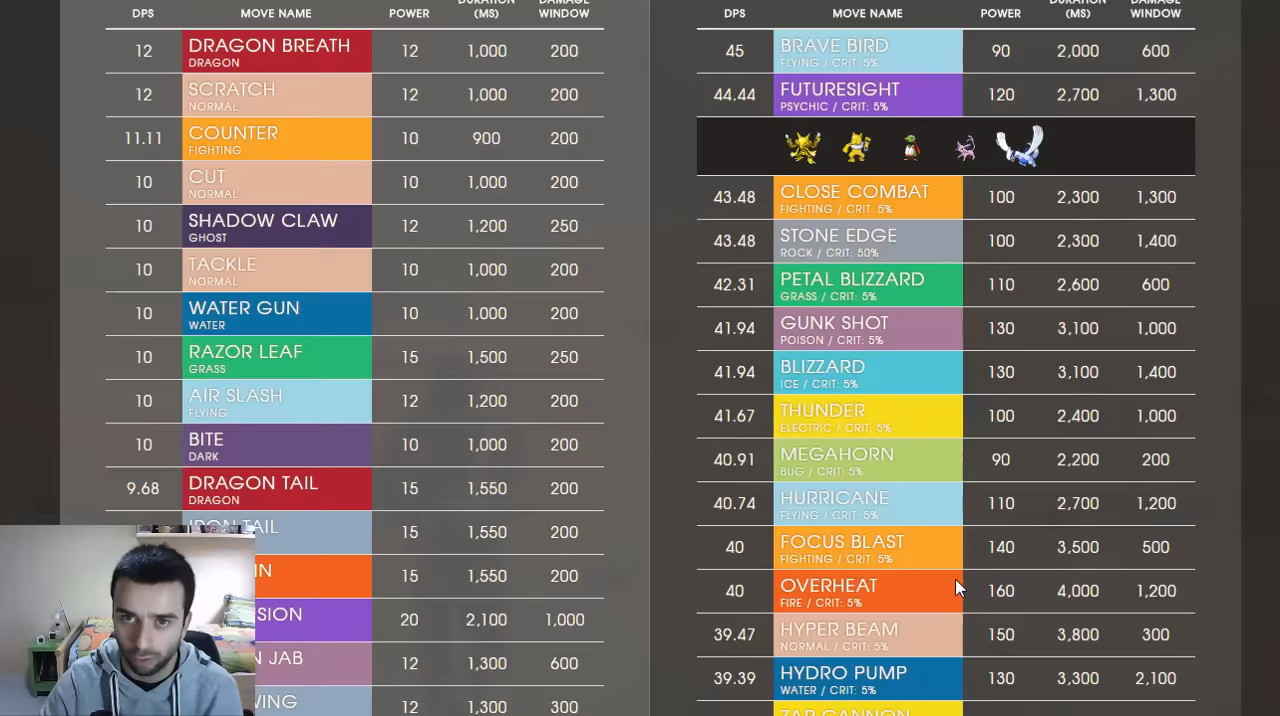 DPS MOVE NAME POWER DURATION (MS) DAMAGE WINDOW
12 DRAGON BREATH 12 1,000 200
DRAGON
12 SCRATCH 12 1,000 200
NORMAL
11.11 COUNTER 10 900 200
FIGHTING
10 CUT 10 1,000 200
NORMAL
10 SHADOW CLAW 12 1,200 250
GHOST
10 TACKLE 10 1,000 200
NORMAL
10 WATER GUN 10 1,000 200
WATER
10 RAZOR LEAF 15 1,500 250
GRASS
10 AIR SLASH 12 1,200 200
FLYING
10 BITE 10 1,000 200
DARK
9.68 DRAGON TAIL 15 1,550 200
DRAGON
IRON TAIL 15 1,550 200
IN 15 1,550 200
SION 20 2,100 1,000
N JAB 12 1,300 600
WING 12 1,300 300
DPS MOVE NAME POWER DURATION (MS) DAMAGE WINDOW
45 BRAVE BIRD 90 2,000 600
FLYING / CRIT: 5%
44.44 FUTURESIGHT 120 2,700 1,300
PSYCHIC / CRIT: 5%
43.48 CLOSE COMBAT 100 2,300 1,300
FIGHTING / CRIT: 5%
43.48 STONE EDGE 100 2,300 1,400
ROCK / CRIT: 50%
42.31 PETAL BLIZZARD 110 2,600 600
GRASS / CRIT: 5%
41.94 GUNK SHOT 130 3,100 1,000
POISON / CRIT: 5%
41.94 BLIZZARD 130 3,100 1,400
ICE / CRIT: 5%
41.67 THUNDER 100 2,400 1,000
ELECTRIC / CRIT: 5%
40.91 MEGAHORN 90 2,200 200
BUG / CRIT: 5%
40.74 HURRICANE 110 2,700 1,200
FLYING / CRIT: 5%
40 FOCUS BLAST 140 3,500 500
FIGHTING / CRIT: 5%
40 OVERHEAT 160 4,000 1,200
FIRE / CRIT: 5%
39.47 HYPER BEAM 150 3,800 300
NORMAL / CRIT: 5%
39.39 HYDRO PUMP 130 3,300 2,100
WATER / CRIT: 5%
ZAP CANNON